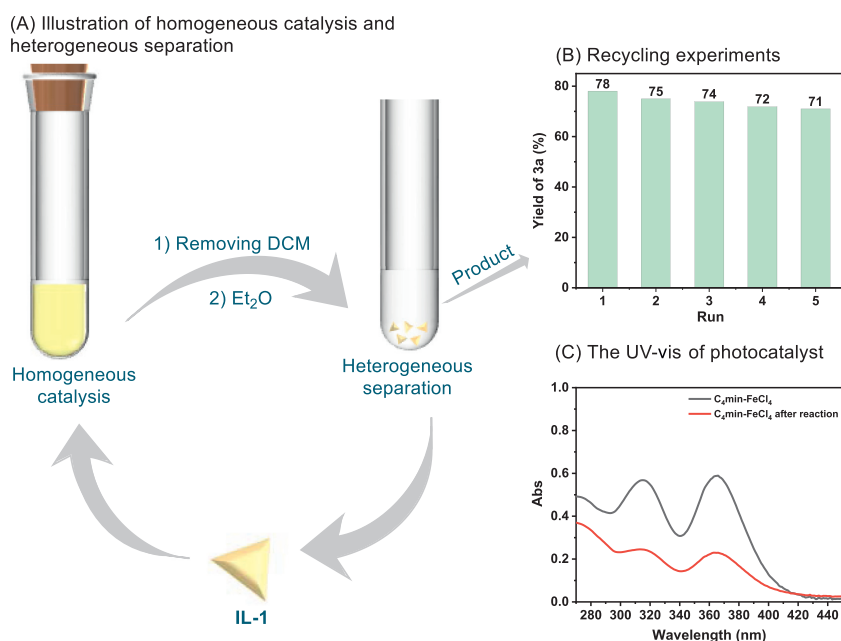 (A) Illustration of homogeneous catalysis and
heterogeneous separation
1) Removing DCM
2) Et₂O
Product
Homogeneous
catalysis
Heterogeneous
separation
IL-1
(B) Recycling experiments
Yield of 3a (%)
80
60
40
20
0
78
75
74
72
71
1 2 3 4 5
Run
(C) The UV-vis of photocatalyst
C₄min-FeCl₄
C₄min-FeCl₄ after reaction
Abs
1.0
0.8
0.6
0.4
0.2
0.0
280 300 320 340 360 380 400 420 440
Wavelength (nm)